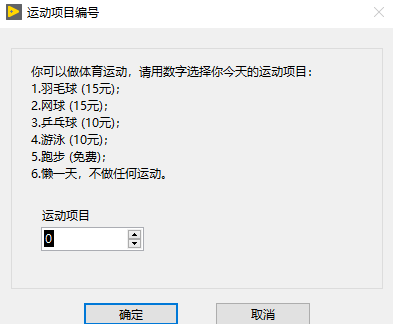 运动项目编号
你可以做体育运动，请用数字选择你今天的运动项目：
1.羽毛球 (15元)；
2.网球 (15元)；
3.乒乓球 (10元)；
4.游泳 (10元)；
5.跑步 (免费)；
6.懒一天，不做任何运动。
运动项目
0
确定 取消